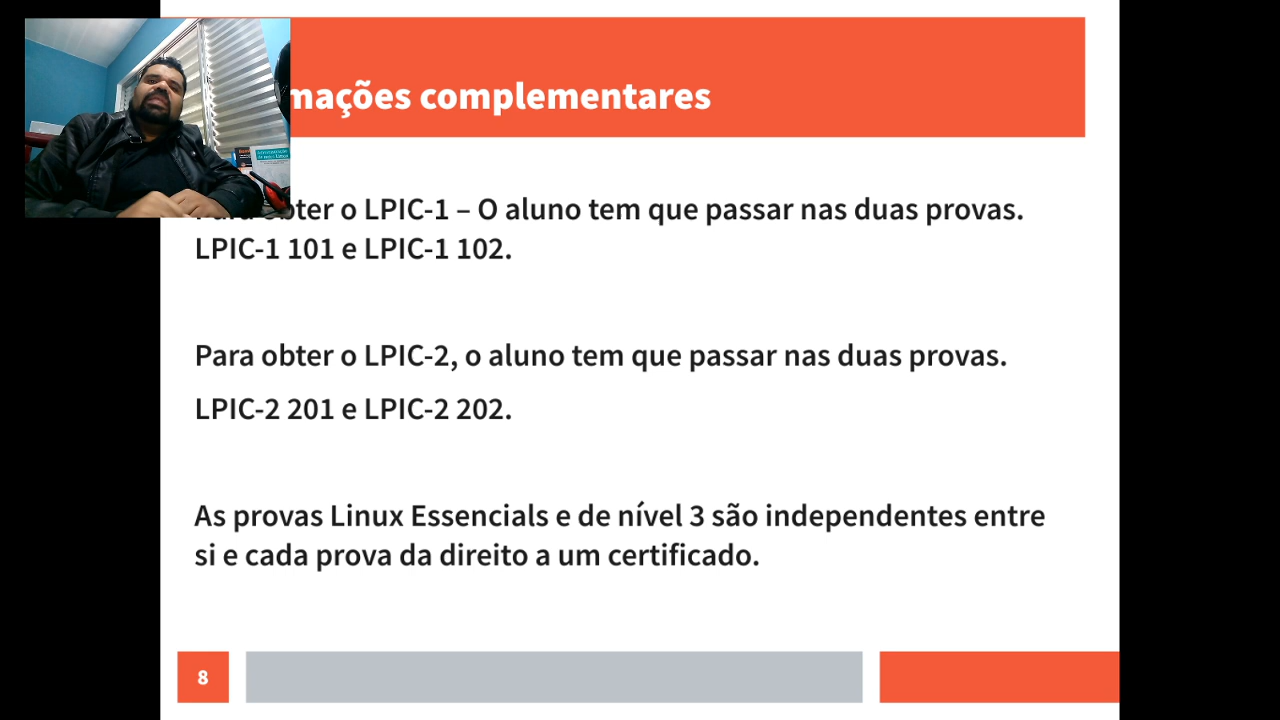 mações complementares
ter o LPIC-1 – O aluno tem que passar nas duas provas.
LPIC-1 101 e LPIC-1 102.
Para obter o LPIC-2, o aluno tem que passar nas duas provas.
LPIC-2 201 e LPIC-2 202.
As provas Linux Essencials e de nível 3 são independentes entre
si e cada prova da direito a um certificado.
8